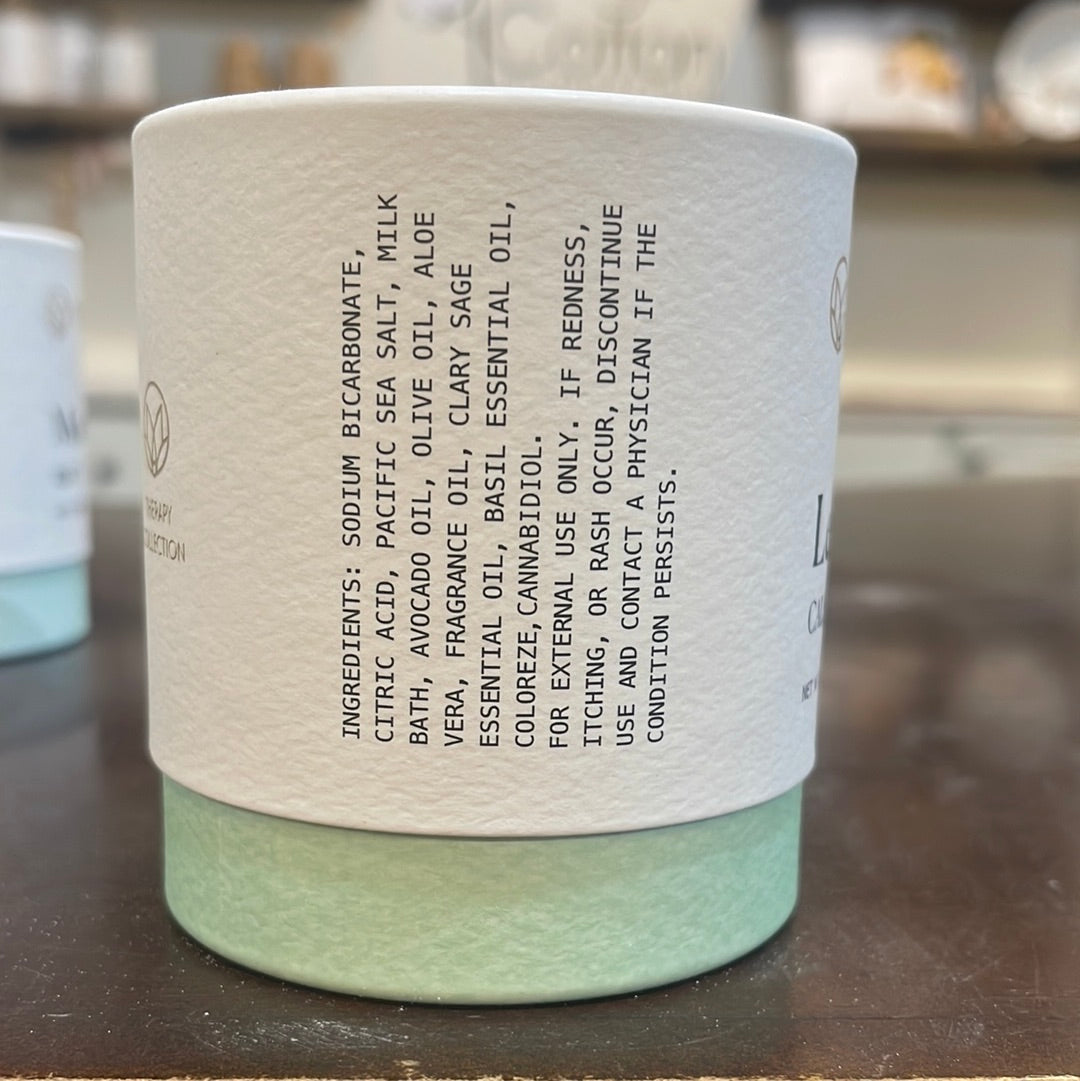 INGREDIENTS: SODIUM BICARBONATE,
CITRIC ACID, PACIFIC SEA SALT, MILK
BATH, AVOCADO OIL, OLIVE OIL, ALOE
VERA, FRAGRANCE OIL, CLARY SAGE
ESSENTIAL OIL, BASIL ESSENTIAL OIL,
COLOREZE, CANNABIDIOL.
FOR EXTERNAL USE ONLY. IF REDNESS,
ITCHING, OR RASH OCCUR, DISCONTINUE
USE AND CONTACT A PHYSICIAN IF THE
CONDITION PERSISTS.
THERAPY
COLLECTION
NET